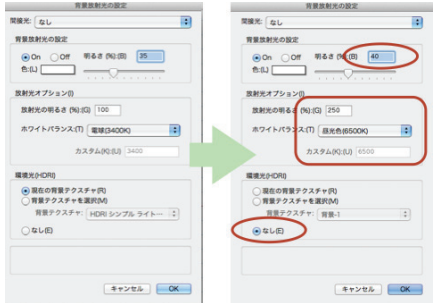 背景放射光の設定
間接光: なし
背景放射光の設定
On Off 明るさ (%):(B) 35
色:(L)
放射光オプション(I)
放射光の明るさ (%):(G) 100
ホワイトバランス:(T) 電球(3400K)
カスタム(K):(U) 3400
環境光(HDRI)
現在の背景テクスチャ(R)
背景テクスチャを選択(M)
背景テクスチャ: HDRI シンプル ライト…
なし(E)
キャンセル OK
背景放射光の設定
間接光: なし
背景放射光の設定
On Off 明るさ (%):(B) 40
色:(L)
放射光オプション(I)
放射光の明るさ (%):(G) 250
ホワイトバランス:(T) 昼光色(6500K)
カスタム(K):(U) 6500
環境光(HDRI)
現在の背景テクスチャ(R)
背景テクスチャを選択(M)
背景テクスチャ: 背景-1
なし(E)
キャンセル OK